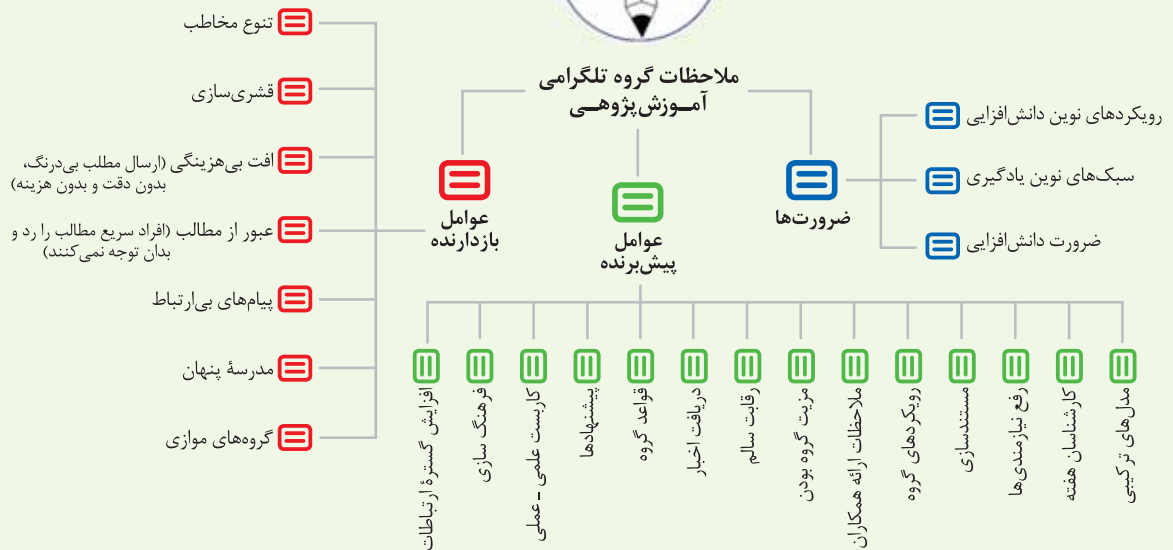 ملاحظات گروه تلگرامی
آمـوزش‌پژوهـی
ضرورت‌ها
رویکردهای نوین دانش‌افزایی
سبک‌های نوین یادگیری
ضرورت دانش‌افزایی
عوامل
پیش‌برنده
مدل‌های ترکیبی
کارشناسان هفته
رفع نیازمندی‌ها
مستندسازی
رویکردهای گروه
ملاحظات ارائه همکاران
مزیت گروه بودن
رقابت سالم
دریافت اخبار
قواعد گروه
پیشنهادها
کاربست علمی - عملی
فرهنگ سازی
افزایش گسترهٔ ارتباطات
عوامل
بازدارنده
تنوع مخاطب
قشری‌سازی
افت بی‌هزینگی (ارسال مطلب بی‌درنگ،
بدون دقت و بدون هزینه)
عبور از مطالب (افراد سریع مطالب را رد و
بدان توجه نمی‌کنند)
پیام‌های بی‌ارتباط
مدرسهٔ پنهان
گروه‌های موازی